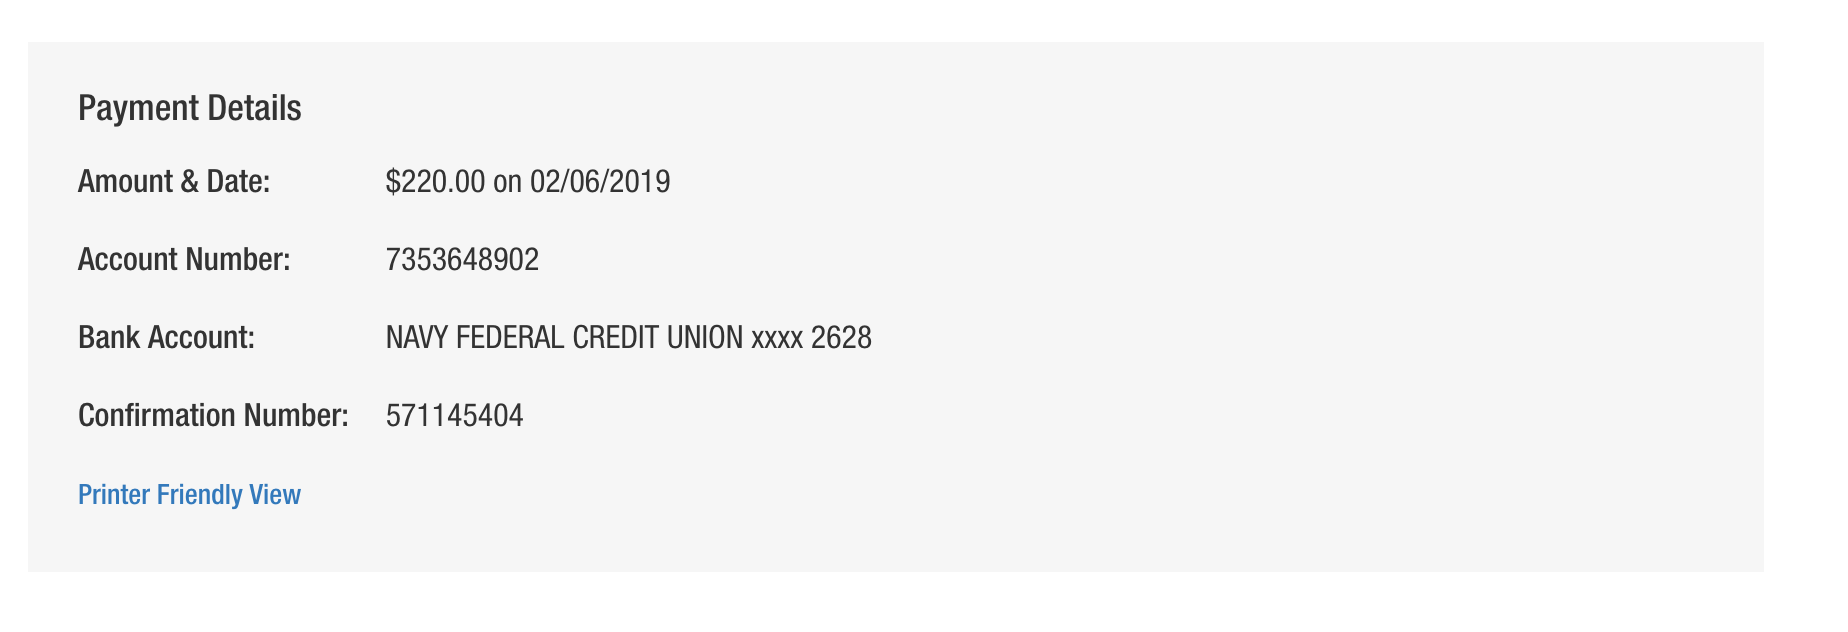 Payment Details
Amount & Date: $220.00 on 02/06/2019
Account Number: 7353648902
Bank Account: NAVY FEDERAL CREDIT UNION xxxx 2628
Confirmation Number: 571145404
Printer Friendly View